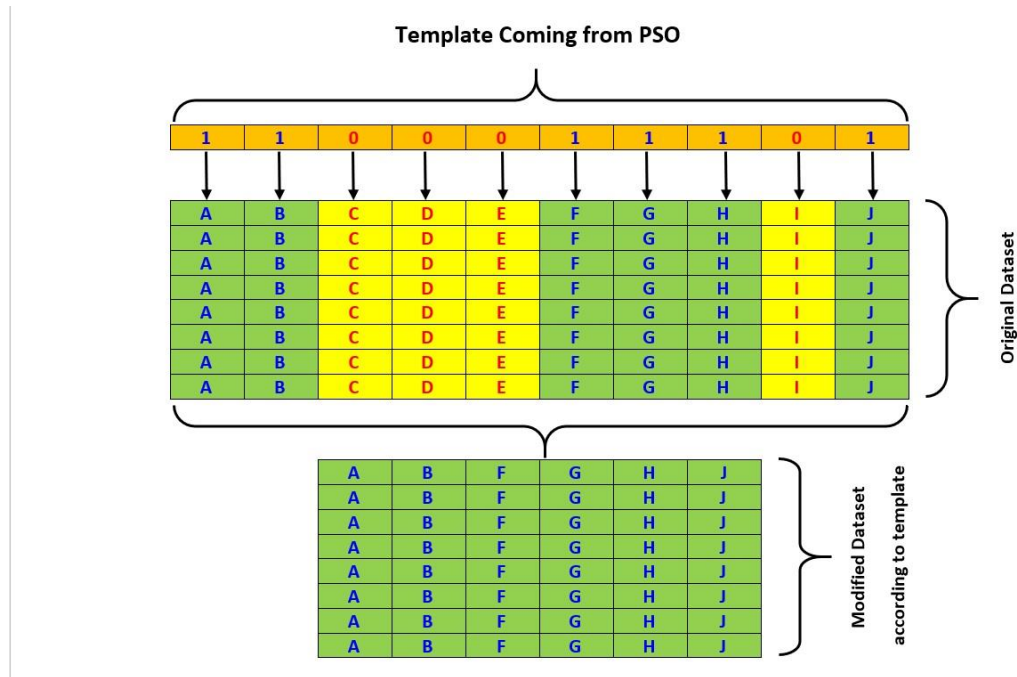 Template Coming from PSO
1 1 0 0 0 1 1 1 0 1
A B C D E F G H I J
A B C D E F G H I J
A B C D E F G H I J
A B C D E F G H I J
A B C D E F G H I J
A B C D E F G H I J
A B C D E F G H I J
A B C D E F G H I J
Original Dataset
A B F G H J
A B F G H J
A B F G H J
A B F G H J
A B F G H J
A B F G H J
A B F G H J
A B F G H J
Modified Dataset
according to template